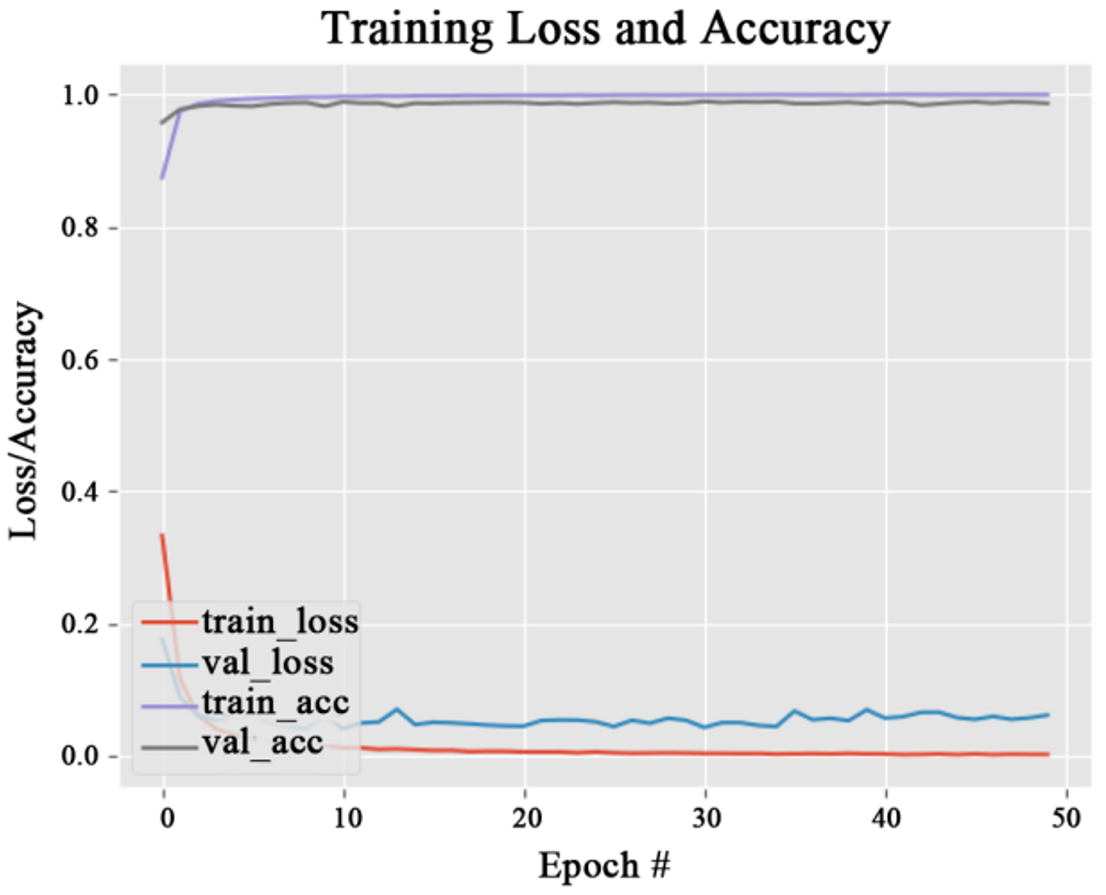 Training Loss and Accuracy
1.0
0.8
0.6
0.4
0.2
0.0
Loss/Accuracy
train_loss
val_loss
train_acc
val_acc
0 10 20 30 40 50
Epoch #